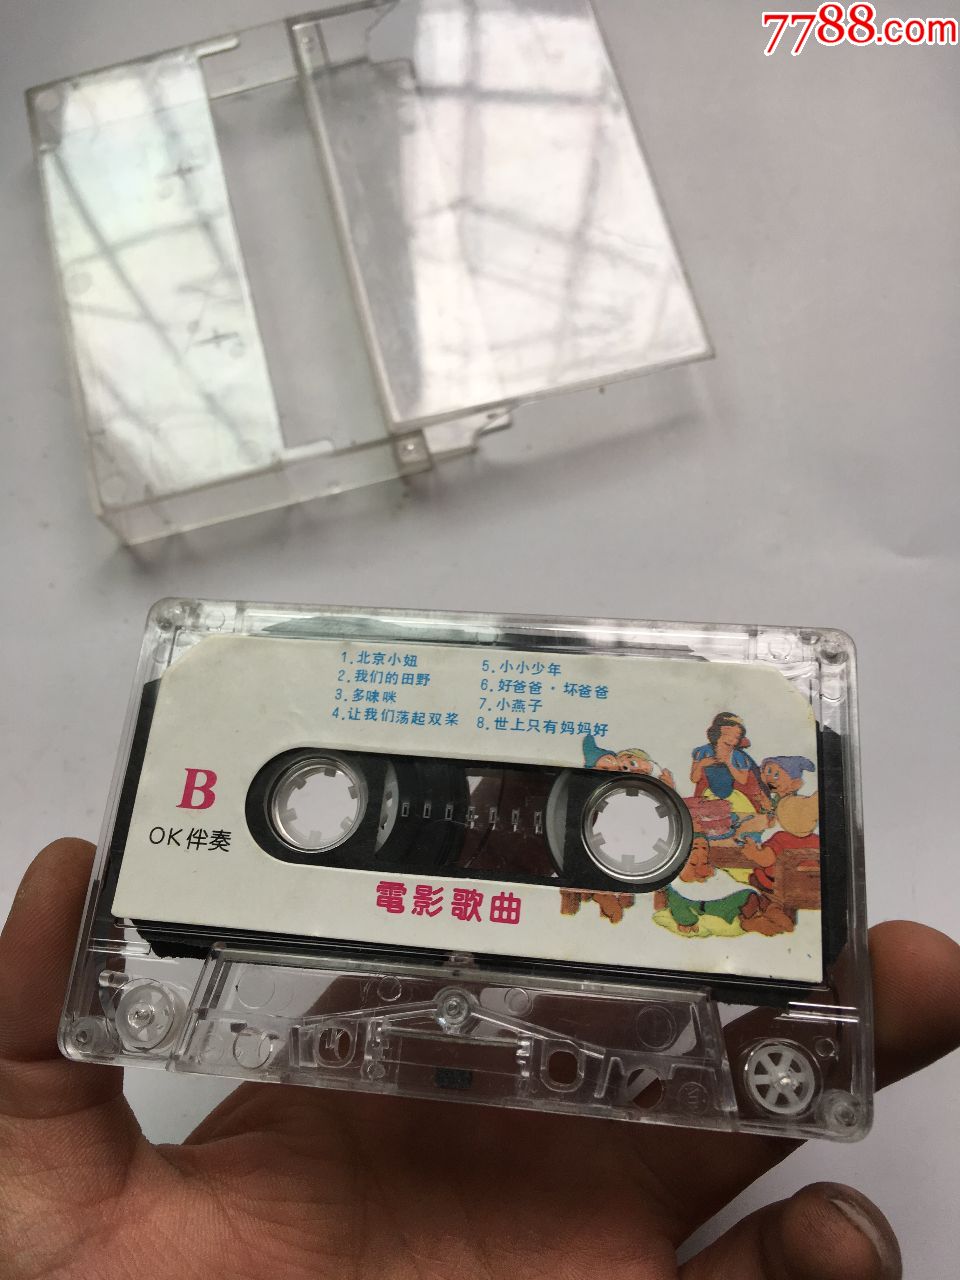 7788.com
1.北京小妞
2.我们的田野
3.多咪咪
4.让我们荡起双桨
5.小小少年
6.好爸爸·坏爸爸
7.小燕子
8.世上只有妈妈好
B
OK伴奏
電影歌曲